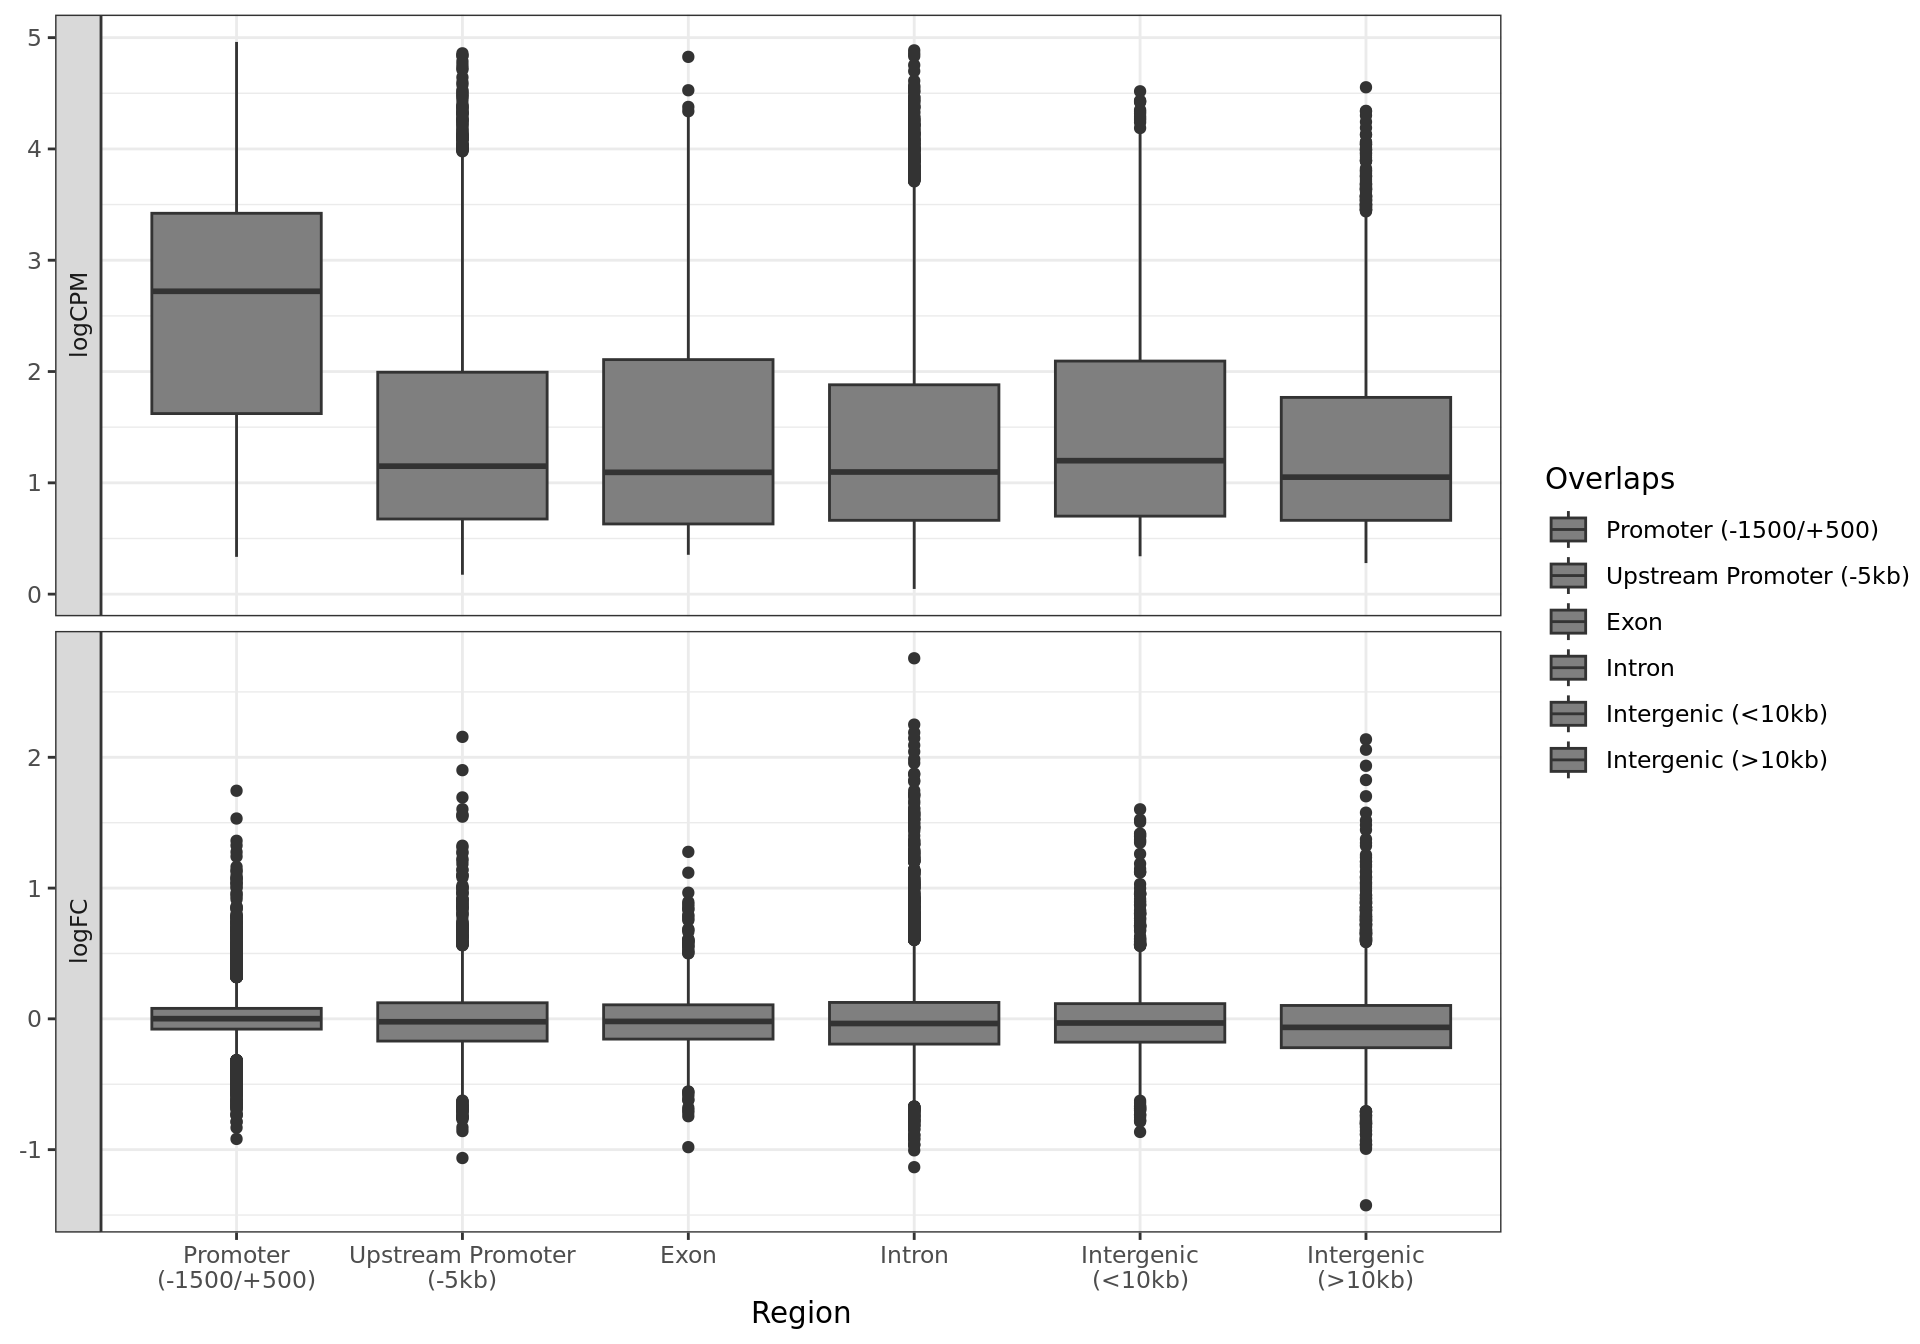 5
4
3
2
1
0
logCPM
2
1
0
-1
logFC
Promoter
(-1500/+500)
Upstream Promoter
(-5kb)
Exon
Intron
Intergenic
(<10kb)
Intergenic
(>10kb)
Region
Overlaps
Promoter (-1500/+500)
Upstream Promoter (-5kb)
Exon
Intron
Intergenic (<10kb)
Intergenic (>10kb)